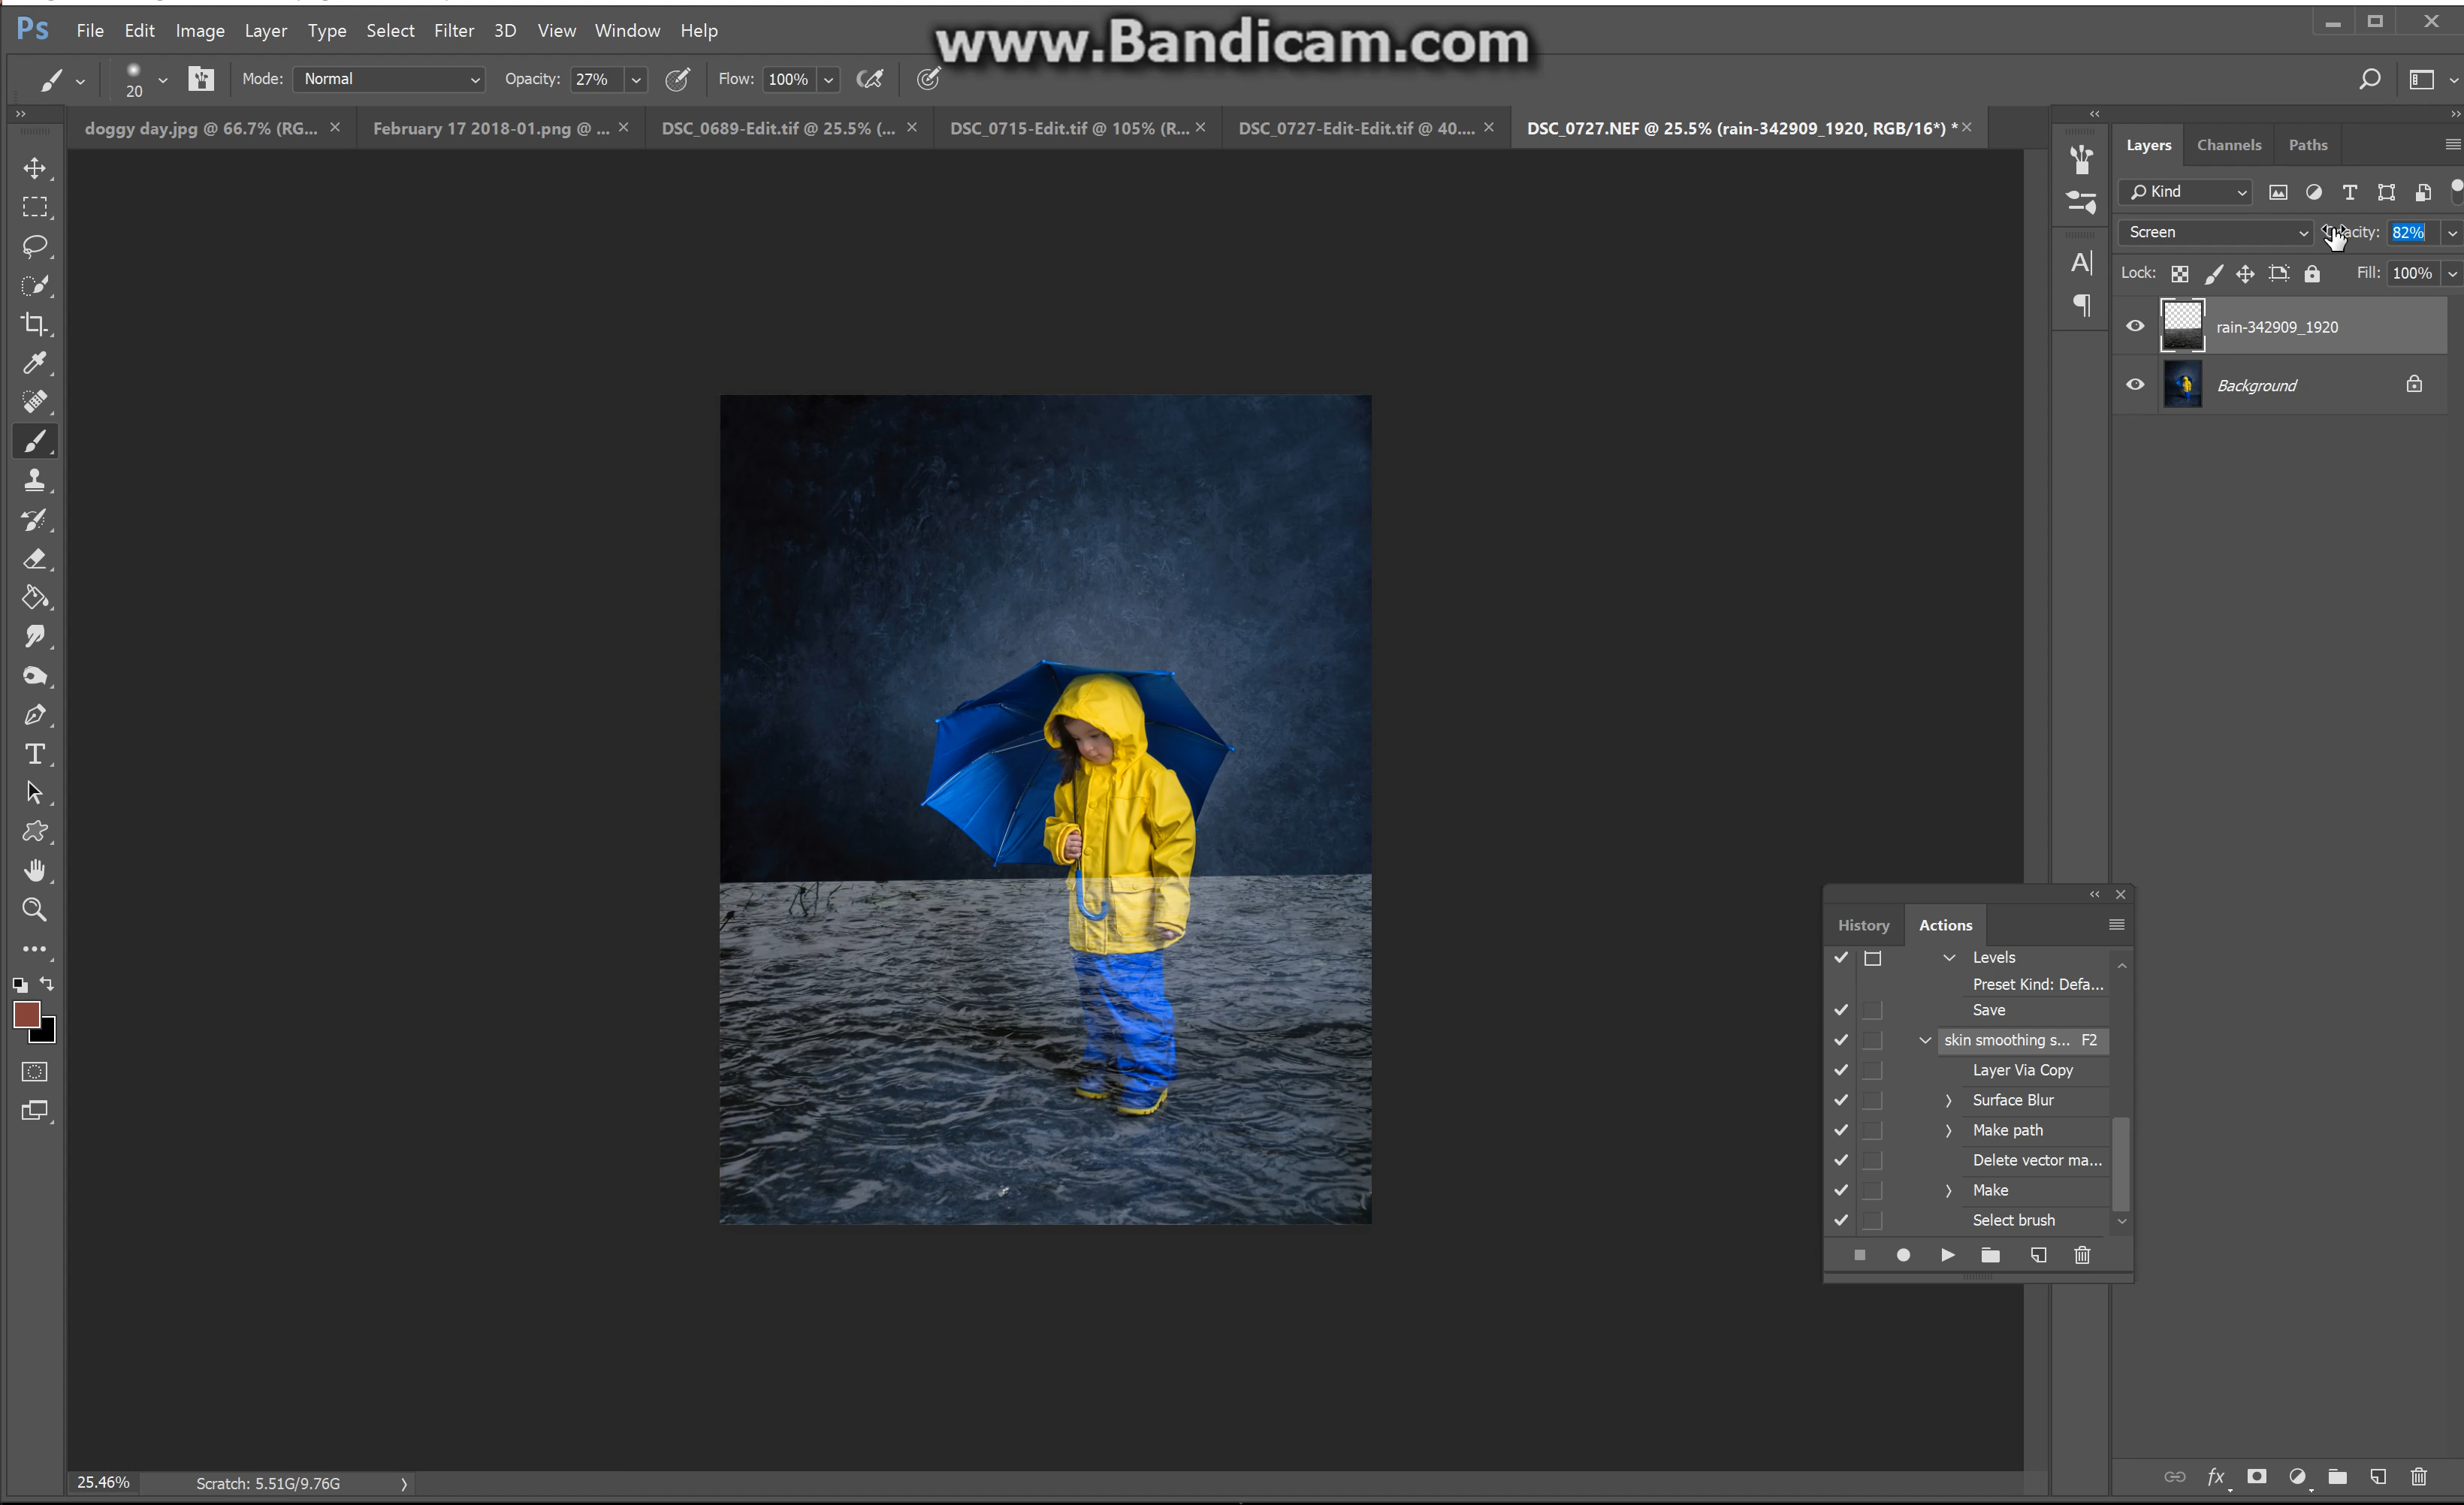 Ps File Edit Image Layer Type Select Filter 3D View Window Help
www.Bandicam.com
20 Mode: Normal Opacity: 27% Flow: 100%
doggy day.jpg @ 66.7% (RG... × February 17 2018-01.png @ ... × DSC_0689-Edit.tif @ 25.5% (... × DSC_0715-Edit.tif @ 105% (R... × DSC_0727-Edit-Edit.tif @ 40.... × DSC_0727.NEF @ 25.5% (rain-342909_1920, RGB/16*) * ×
Layers Channels Paths
Kind
Screen acity: 82%
Lock: Fill: 100%
rain-342909_1920
Background
History Actions
Levels
Preset Kind: Defa...
Save
skin smoothing s... F2
Layer Via Copy
Surface Blur
Make path
Delete vector ma...
Make
Select brush
25.46% Scratch: 5.51G/9.76G
fx